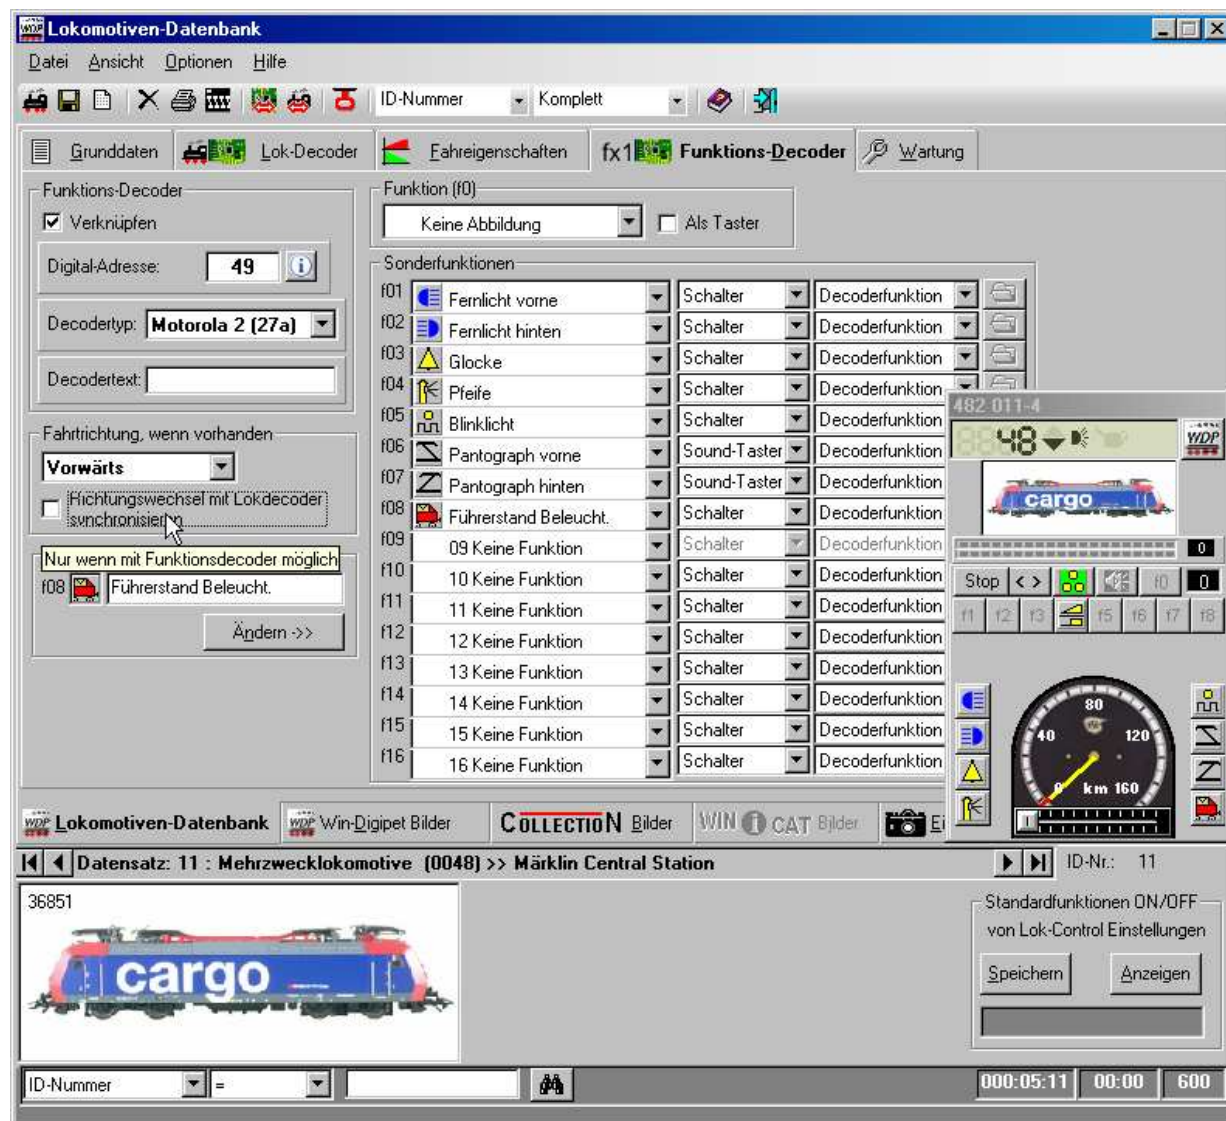 Lokomotiven-Datenbank
Datei Ansicht Optionen Hilfe
ID-Nummer Komplett
Grunddaten Lok-Decoder Fahreigenschaften fx1 Funktions-Decoder Wartung
Funktions-Decoder
Verknüpfen
Digital-Adresse: 49
Decodertyp: Motorola 2 (27a)
Decodertext:
Fahrtrichtung, wenn vorhanden
Vorwärts
Richtungswechsel mit Lokdecoder
synchronisieren
Nur wenn mit Funktionsdecoder möglich
f08 Führerstand Beleucht.
Ändern ->>
Funktion (f0)
Keine Abbildung Als Taster
Sonderfunktionen
f01 Fernlicht vorne Schalter Decoderfunktion
f02 Fernlicht hinten Schalter Decoderfunktion
f03 Glocke Schalter Decoderfunktion
f04 Pfeife Schalter Decoderfunktion
f05 Blinklicht Schalter Decoderfunktion
f06 Pantograph vorne Sound-Taster Decoderfunktion
f07 Pantograph hinten Sound-Taster Decoderfunktion
f08 Führerstand Beleucht. Schalter Decoderfunktion
f09 09 Keine Funktion Schalter Decoderfunktion
f10 10 Keine Funktion Schalter Decoderfunktion
f11 11 Keine Funktion Schalter Decoderfunktion
f12 12 Keine Funktion Schalter Decoderfunktion
f13 13 Keine Funktion Schalter Decoderfunktion
f14 14 Keine Funktion Schalter Decoderfunktion
f15 15 Keine Funktion Schalter Decoderfunktion
f16 16 Keine Funktion Schalter Decoderfunktion
482 011-4
48 WDP
cargo
0
Stop < > f0 0
f1 f2 f3 f5 f6 f7 f8
80
40 120
0 km 160
WDP Lokomotiven-Datenbank WDP Win-Digipet Bilder COLLECTION Bilder WIN CAT Bilder Ei
Datensatz: 11 : Mehrzwecklokomotive (0048) >> Märklin Central Station ID-Nr.: 11
36851
cargo
Standardfunktionen ON/OFF
von Lok-Control Einstellungen
Speichern Anzeigen
ID-Nummer = 000:05:11 00:00 600